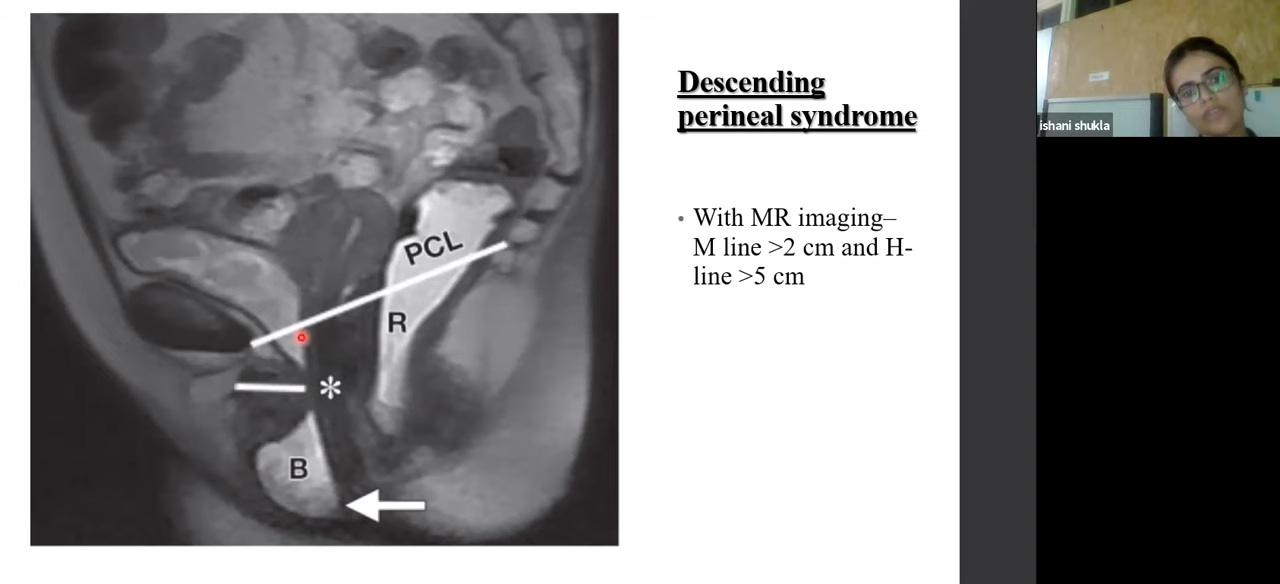 PCL
R
*
B
Descending
perineal syndrome
• With MR imaging–
M line >2 cm and H-
line >5 cm
ishani shukla